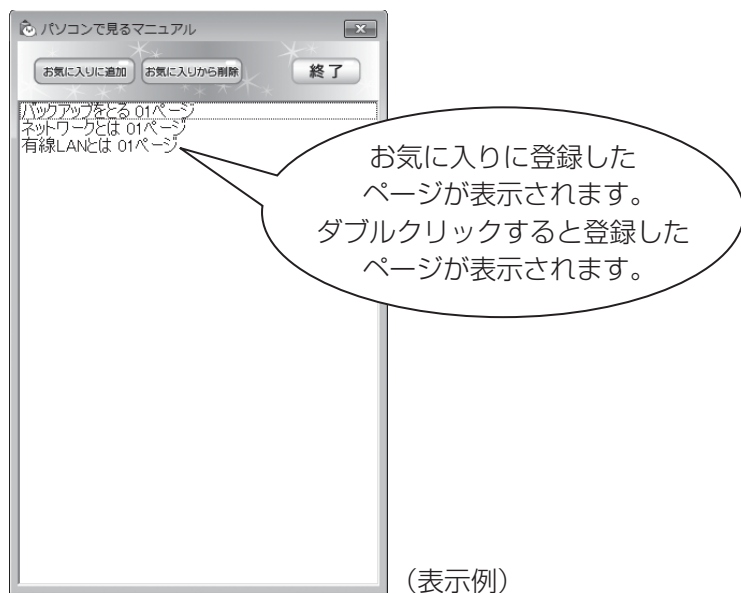 パソコンで見るマニュアル
お気に入りに追加 お気に入りから削除 終了
バックアップをとる 01ページ
ネットワークとは 01ページ
有線LANとは 01ページ
お気に入りに登録した
ページが表示されます。
ダブルクリックすると登録した
ページが表示されます。
（表示例）